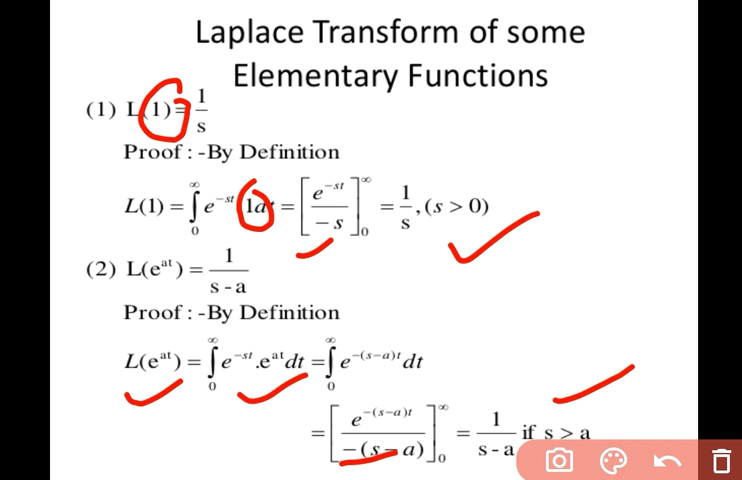 Laplace Transform of some
Elementary Functions
(1) L(1) = 1/s
Proof : -By Definition
L(1) = ∫₀^∞ e^{-st} 1dt = [e^{-st}/-s]₀^∞ = 1/s, (s > 0)
(2) L(e^{at}) = 1/(s - a)
Proof : -By Definition
L(e^{at}) = ∫₀^∞ e^{-st}.e^{at}dt = ∫₀^∞ e^{-(s-a)t}dt
= [e^{-(s-a)t}/-(s-a)]₀^∞ = 1/(s - a) if s > a